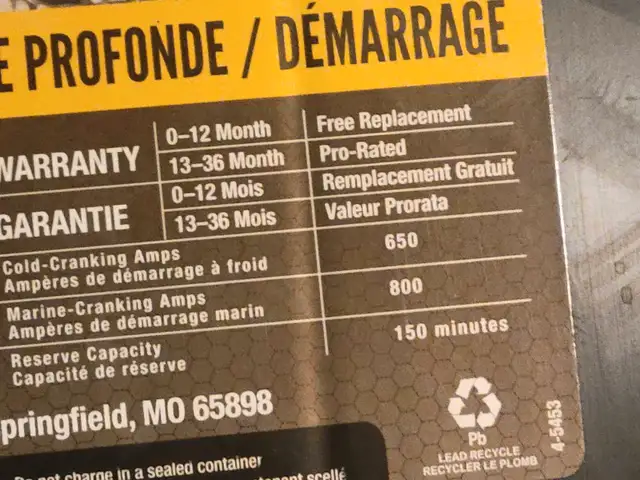 E PROFONDE / DÉMARRAGE
WARRANTY
0–12 Month Free Replacement
13–36 Month Pro-Rated
GARANTIE
0–12 Mois Remplacement Gratuit
13–36 Mois Valeur Prorata
Cold-Cranking Amps
Ampères de démarrage à froid
650
Marine-Cranking Amps
Ampères de démarrage marin
800
Reserve Capacity
Capacité de réserve
150 minutes
pringfield, MO 65898
Pb
LEAD RECYCLE
RECYCLER LE PLOMB
4-5453
Do not charge in a sealed container
scellé